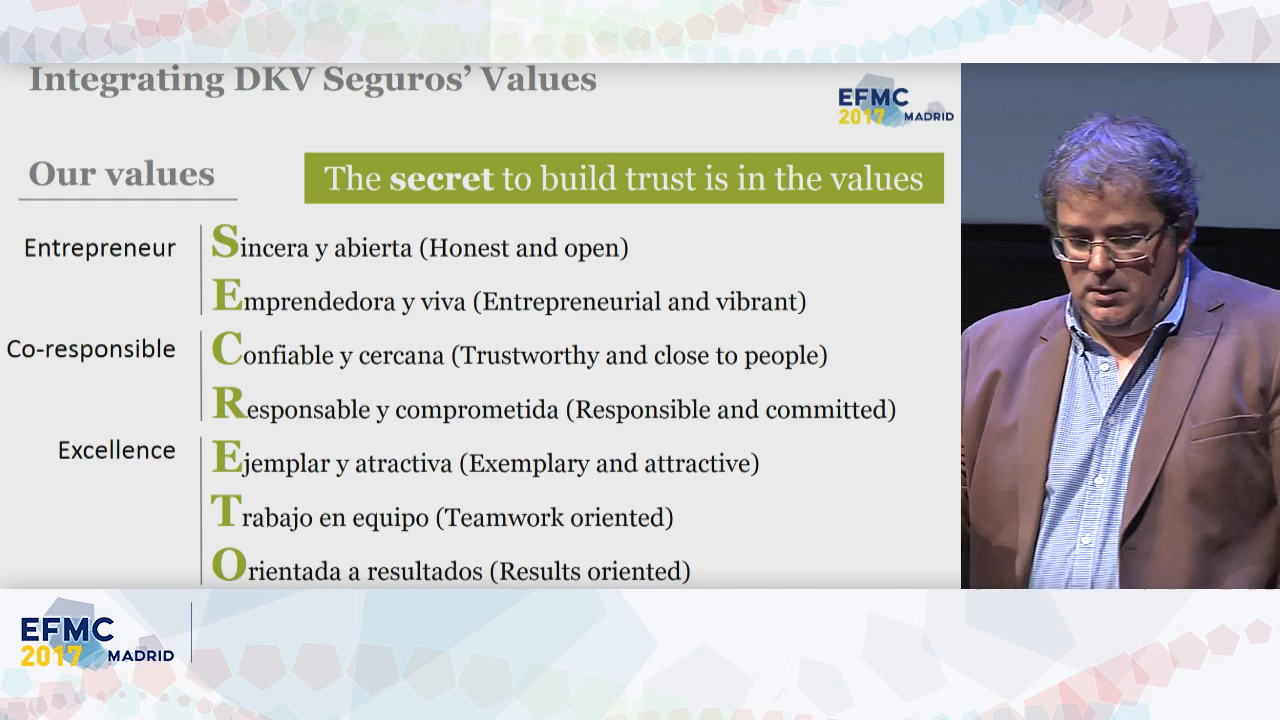 Integrating DKV Seguros' Values
EFMC
2017 MADRID
Our values
The secret to build trust is in the values
Entrepreneur
Sincera y abierta (Honest and open)
Emprendedora y viva (Entrepreneurial and vibrant)
Co-responsible
Confiable y cercana (Trustworthy and close to people)
Responsable y comprometida (Responsible and committed)
Excellence
Ejemplar y atractiva (Exemplary and attractive)
Trabajo en equipo (Teamwork oriented)
Orientada a resultados (Results oriented)
EFMC
2017 MADRID